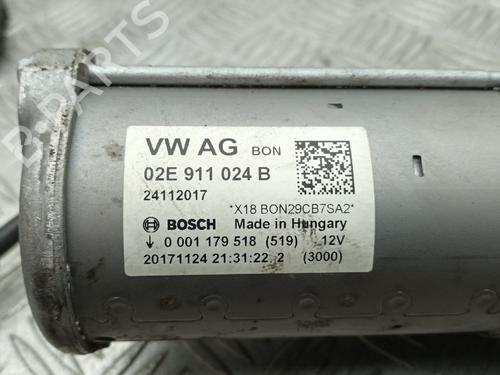 VW AG BON
02E 911 024 B
24112017
*X18 BON29CB7SA2*
BOSCH Made in Hungary
↓ 0 001 179 518 (519) 12V
20171124 21:31:22 2 (3000)
B-PARTS